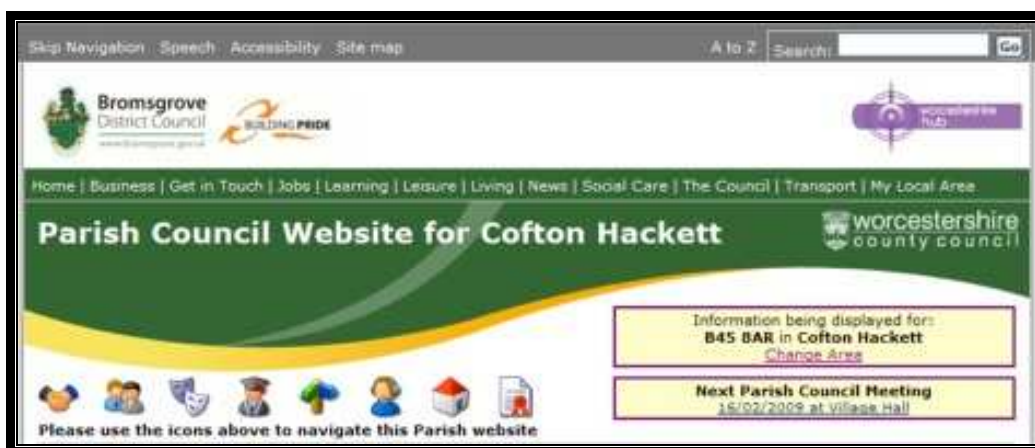 Skip Navigation Speech Accessibility Site map A to Z Search: Go
Bromsgrove
District Council
BUILDING PRIDE
worcestershire
hub
Home | Business | Get in Touch | Jobs | Learning | Leisure | Living | News | Social Care | The Council | Transport | My Local Area
Parish Council Website for Cofton Hackett
worcestershire
county council
Information being displayed for:
B45 8AR in Cofton Hackett
Change Area
Next Parish Council Meeting
16/02/2009 at Village Hall
Please use the icons above to navigate this Parish website